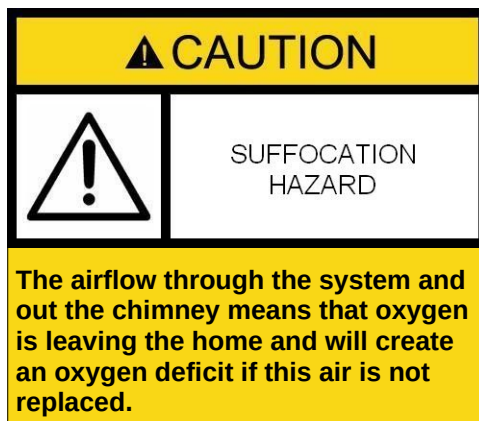 CAUTION
SUFFOCATION
HAZARD
The airflow through the system and
out the chimney means that oxygen
is leaving the home and will create
an oxygen deficit if this air is not
replaced.